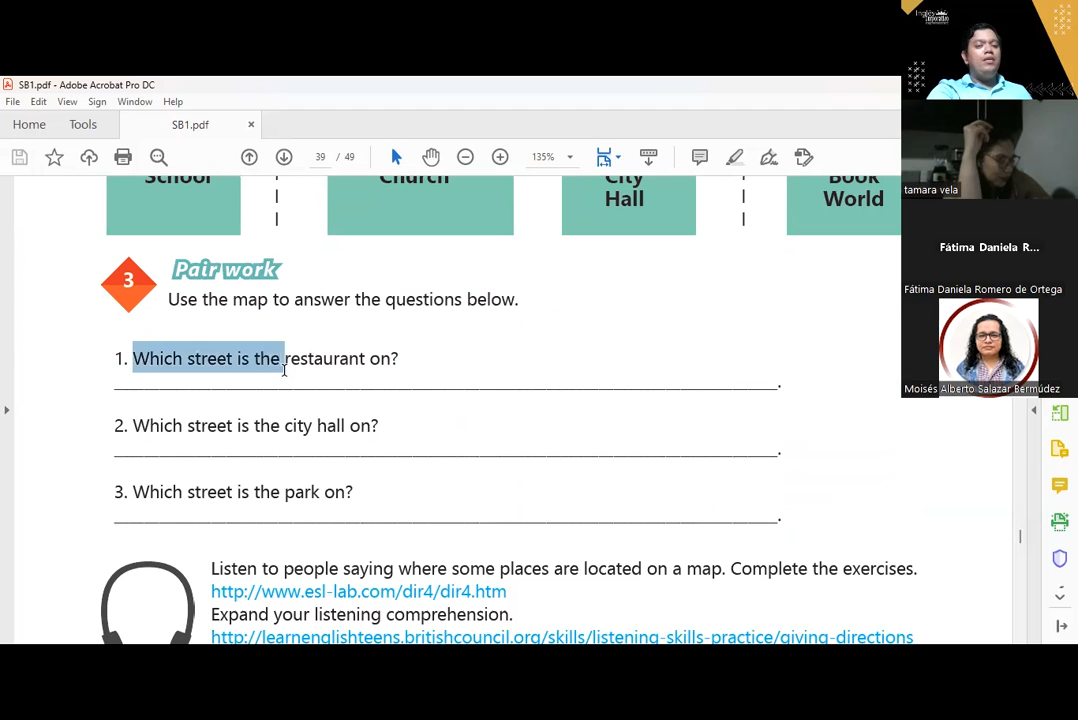 Inglés
Corporativo
SB1.pdf - Adobe Acrobat Pro DC
File Edit View Sign Window Help
Home Tools SB1.pdf ×
39 / 49 135%
School Church City Hall Book World
3 Pair work
Use the map to answer the questions below.
1. Which street is the restaurant on?
.
2. Which street is the city hall on?
.
3. Which street is the park on?
.
Listen to people saying where some places are located on a map. Complete the exercises.
http://www.esl-lab.com/dir4/dir4.htm
Expand your listening comprehension.
http://learnenglishteens.britishcouncil.org/skills/listening-skills-practice/giving-directions
tamara vela
Fátima Daniela R...
Fátima Daniela Romero de Ortega
Moisés Alberto Salazar Bermúdez